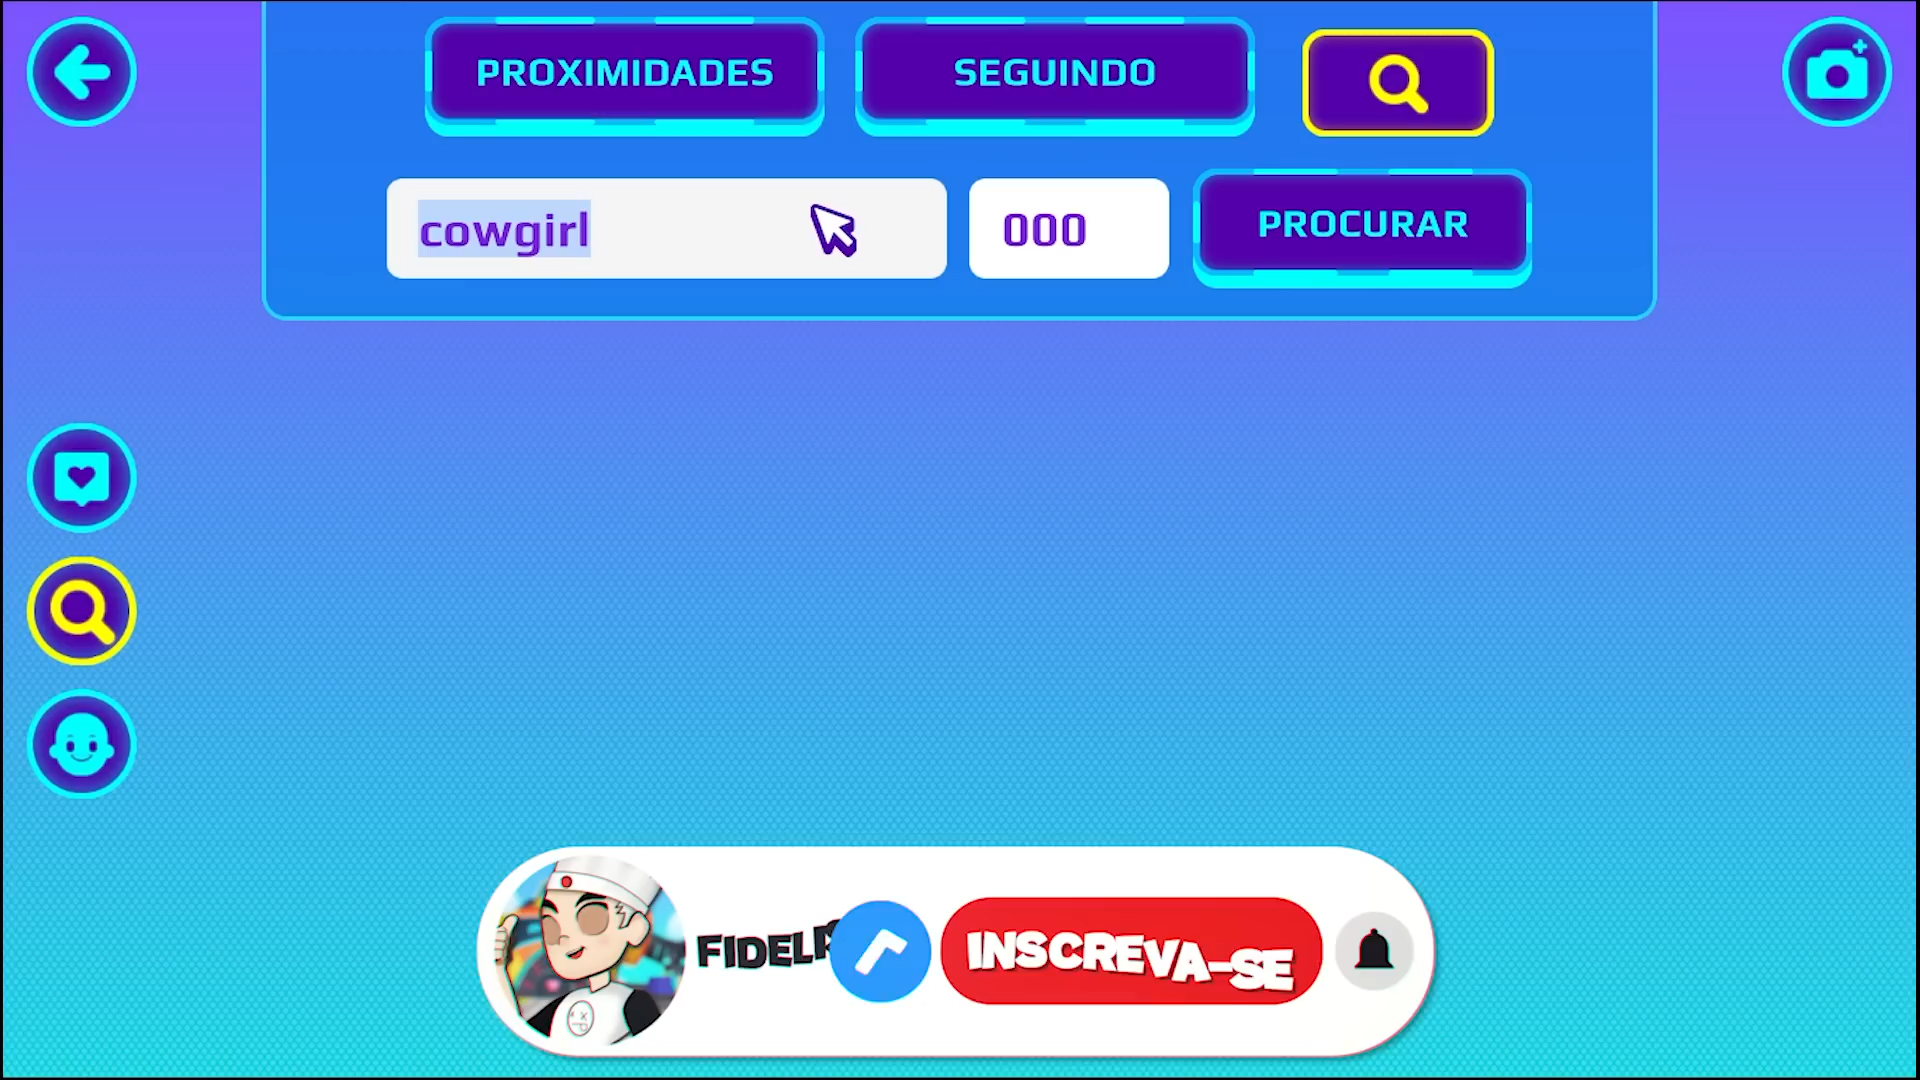 PROXIMIDADES
SEGUINDO
cowgirl
000
PROCURAR
INSCREVA-SE